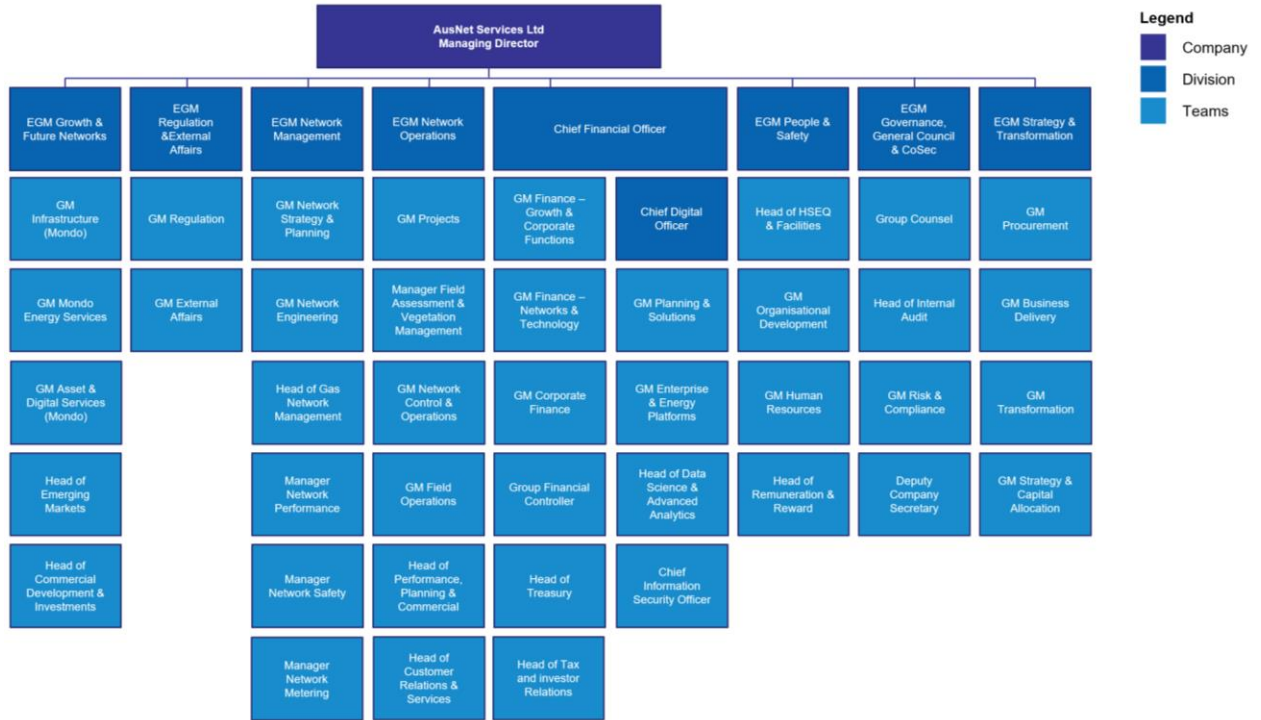 AusNet Services Ltd
Managing Director
Legend
Company
Division
Teams
EGM Growth &
Future Networks
EGM
Regulation
&External
Affairs
EGM Network
Management
EGM Network
Operations
Chief Financial Officer
EGM People &
Safety
EGM
Governance,
General Council
& CoSec
EGM Strategy &
Transformation
GM
Infrastructure
(Mondo)
GM Regulation
GM Network
Strategy &
Planning
GM Projects
GM Finance –
Growth &
Corporate
Functions
Chief Digital
Officer
Head of HSEQ
& Facilities
Group Counsel
GM
Procurement
GM Mondo
Energy Services
GM External
Affairs
GM Network
Engineering
Manager Field
Assessment &
Vegetation
Management
GM Finance –
Networks &
Technology
GM Planning &
Solutions
GM
Organisational
Development
Head of Internal
Audit
GM Business
Delivery
GM Asset &
Digital Services
(Mondo)
Head of Gas
Network
Management
GM Network
Control &
Operations
GM Corporate
Finance
GM Enterprise
& Energy
Platforms
GM Human
Resources
GM Risk &
Compliance
GM
Transformation
Head of
Emerging
Markets
Manager
Network
Performance
GM Field
Operations
Group Financial
Controller
Head of Data
Science &
Advanced
Analytics
Head of
Remuneration &
Reward
Deputy
Company
Secretary
GM Strategy &
Capital
Allocation
Head of
Commercial
Development &
Investments
Manager
Network Safety
Head of
Performance,
Planning &
Commercial
Head of
Treasury
Chief
Information
Security Officer
Manager
Network
Metering
Head of
Customer
Relations &
Services
Head of Tax
and investor
Relations